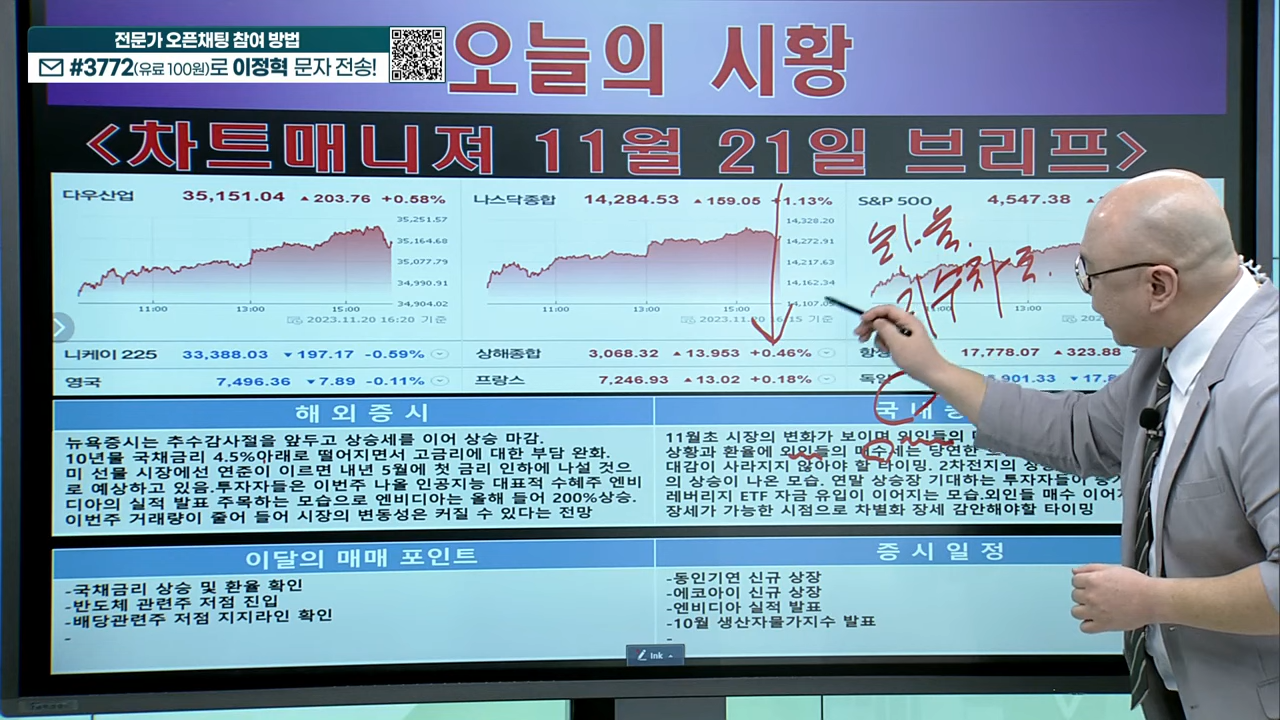 전문가 오픈채팅 참여 방법
#3772(유료 100원)로 이정혁 문자 전송!
오늘의 시황
<차트매니져 11월 21일 브리프>
다우산업 35,151.04 ▲203.76 +0.58%
35,251.57
35,164.68
35,077.79
34,990.91
34,904.02
11:00 13:00 15:00
2023.11.20 16:20 기준
나스닥종합 14,284.53 ▲159.05 +1.13%
14,328.20
14,272.91
14,217.63
14,162.34
11:00 13:00 15:00
2023.11.20 기준
S&P 500 4,547.38
13:00
니케이 225 33,388.03 ▼197.17 -0.59%
상해종합 3,068.32 ▲13.953 +0.46%
17,778.07 ▲323.88
영국 7,496.36 ▼7.89 -0.11%
프랑스 7,246.93 ▲13.02 +0.18%
독일
해외증시
뉴욕증시는 추수감사절을 앞두고 상승세를 이어 상승 마감.
10년물 국채금리 4.5%아래로 떨어지면서 고금리에 대한 부담 완화.
미 선물 시장에선 연준이 이르면 내년 5월에 첫 금리 인하에 나설 것으
로 예상하고 있음.투자자들은 이번주 나올 인공지능 대표적 수혜주 엔비
디아의 실적 발표 주목하는 모습으로 엔비디아는 올해 들어 200%상승.
이번주 거래량이 줄어 들어 시장의 변동성은 커질 수 있다는 전망
국내
11월초 시장의 변화가 보이며 외인들의
상황과 환율에 외인들의 매수세는 당연한
대감이 사라지지 않아야 할 타이밍. 2차전지의
의 상승이 나온 모습. 연말 상승장 기대하는 투자자들이
레버리지 ETF 자금 유입이 이어지는 모습.외인들 매수
장세가 가능한 시점으로 차별화 장세 감안해야할 타이밍
이달의 매매 포인트
-국채금리 상승 및 환율 확인
-반도체 관련주 저점 진입
-배당관련주 저점 지지라인 확인
-
증시일정
-동인기연 신규 상장
-에코아이 신규 상장
-엔비디아 실적 발표
-10월 생산자물가지수 발표
-
Ink